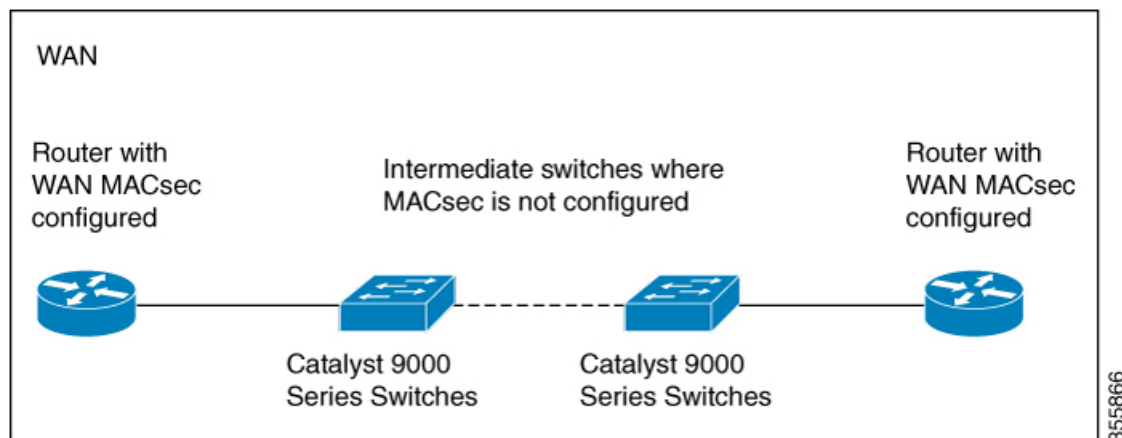 WAN
Router with
WAN MACsec
configured
Intermediate switches where
MACsec is not configured
Router with
WAN MACsec
configured
Catalyst 9000
Series Switches
Catalyst 9000
Series Switches
355866